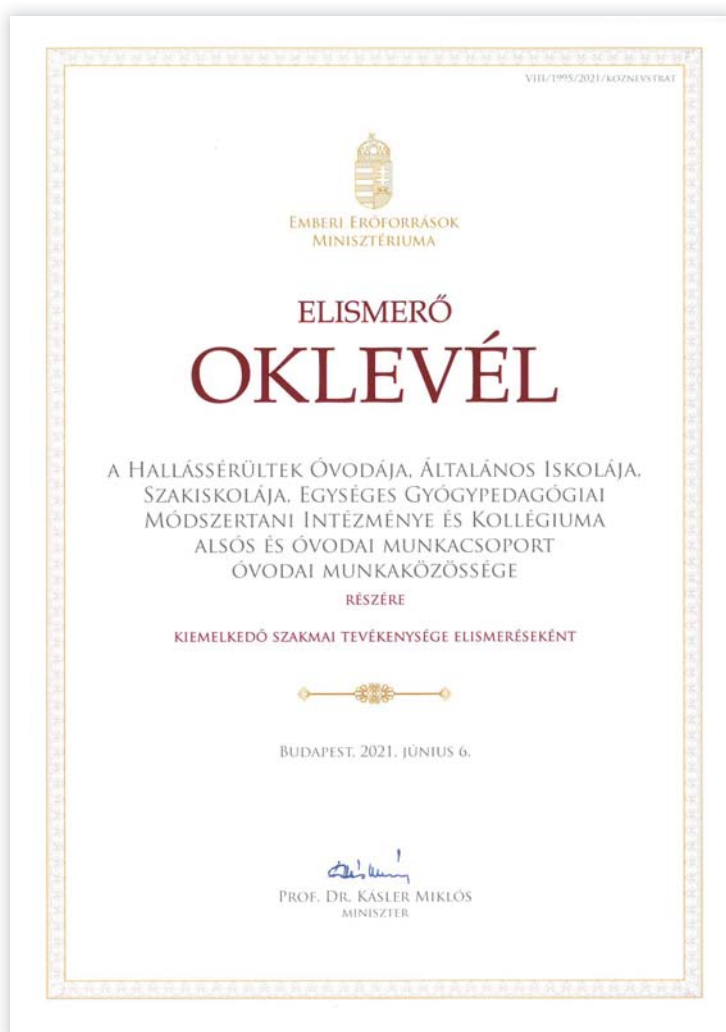 VIII/1995/2021/KOZNEVSTRAT
EMBERI ERŐFORRÁSOK
MINISZTÉRIUMA
ELISMERŐ
OKLEVÉL
A HALLÁSSÉRÜLTEK ÓVODÁJA, ÁLTALÁNOS ISKOLÁJA,
SZAKISKOLÁJA, EGYSÉGES GYÓGYPEDAGÓGIAI
MÓDSZERTANI INTÉZMÉNYE ÉS KOLLÉGIUMA
ALSÓS ÉS ÓVODAI MUNKACSOPORT
ÓVODAI MUNKAKÖZÖSSÉGE
RÉSZÉRE
KIEMELKEDŐ SZAKMAI TEVÉKENYSÉGE ELISMERÉSEKÉNT
BUDAPEST, 2021. JÚNIUS 6.
PROF. DR. KÁSLER MIKLÓS
MINISZTER